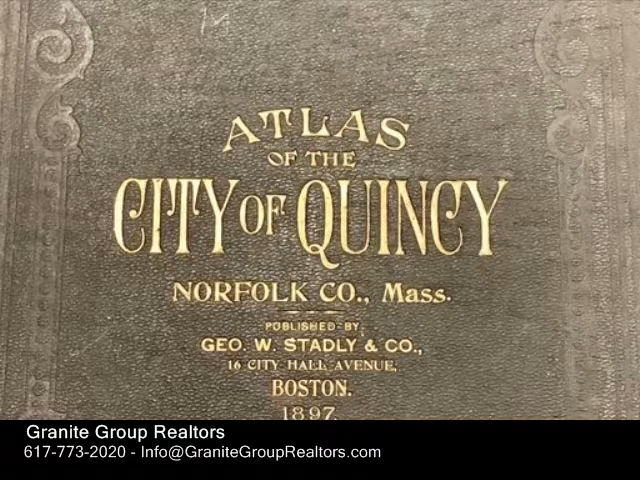 ATLAS
OF THE
CITY OF QUINCY
NORFOLK CO., Mass.
PUBLISHED BY
GEO. W. STADLY & CO.,
16 CITY HALL AVENUE,
BOSTON.
1897.
Granite Group Realtors
617-773-2020 - Info@GraniteGroupRealtors.com